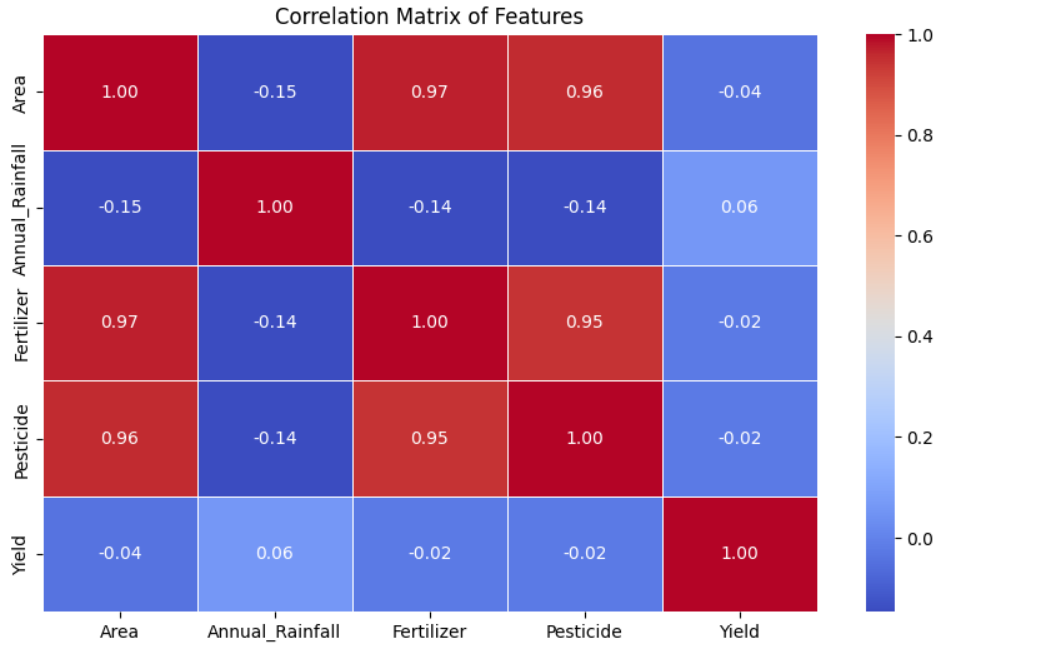 Correlation Matrix of Features
Area 1.00 -0.15 0.97 0.96 -0.04
Annual_Rainfall -0.15 1.00 -0.14 -0.14 0.06
Fertilizer 0.97 -0.14 1.00 0.95 -0.02
Pesticide 0.96 -0.14 0.95 1.00 -0.02
Yield -0.04 0.06 -0.02 -0.02 1.00
Area Annual_Rainfall Fertilizer Pesticide Yield
1.0
0.8
0.6
0.4
0.2
0.0